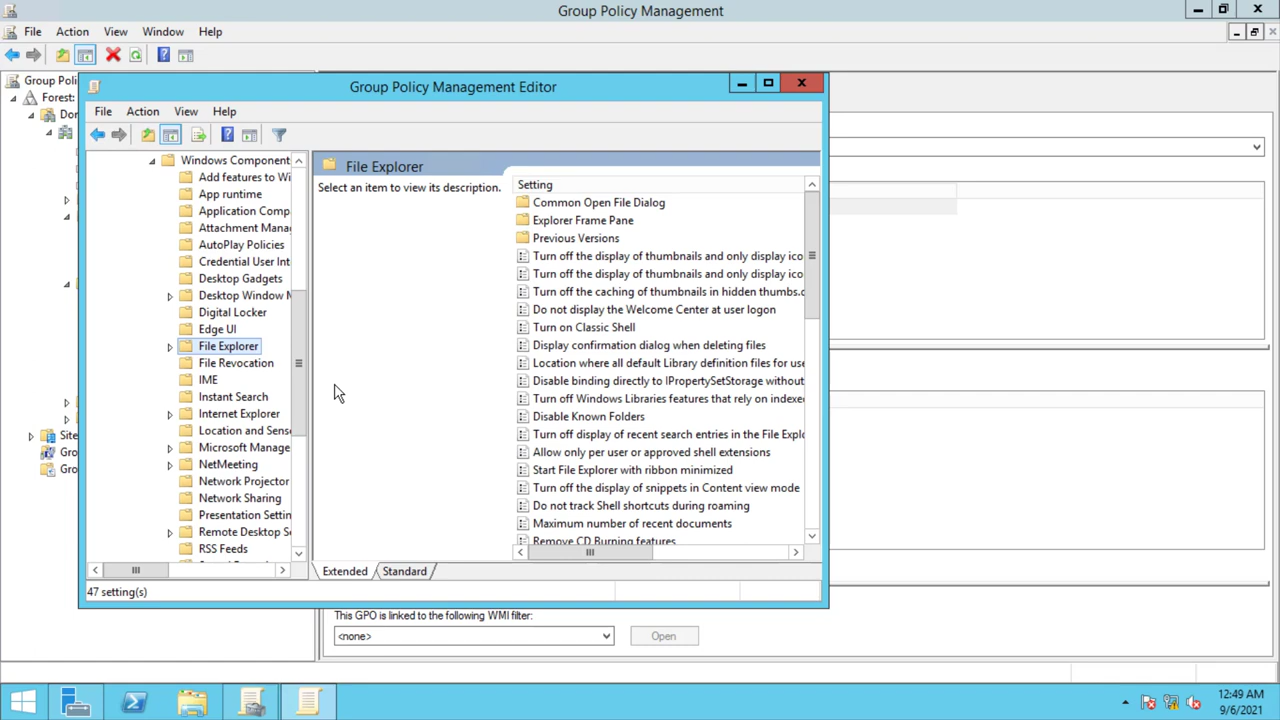 Group Policy Management
File Action View Window Help
Group Poli
Forest:
Dor
Site
Gro
Gro
Group Policy Management Editor
File Action View Help
Windows Component
Add features to Wi
App runtime
Application Comp
Attachment Mana
AutoPlay Policies
Credential User Int
Desktop Gadgets
Desktop Window M
Digital Locker
Edge UI
File Explorer
File Revocation
IME
Instant Search
Internet Explorer
Location and Sens
Microsoft Manage
NetMeeting
Network Projector
Network Sharing
Presentation Settin
Remote Desktop Se
RSS Feeds
File Explorer
Select an item to view its description.
Setting
Common Open File Dialog
Explorer Frame Pane
Previous Versions
Turn off the display of thumbnails and only display ico
Turn off the display of thumbnails and only display ico
Turn off the caching of thumbnails in hidden thumbs.
Do not display the Welcome Center at user logon
Turn on Classic Shell
Display confirmation dialog when deleting files
Location where all default Library definition files for use
Disable binding directly to IPropertySetStorage without
Turn off Windows Libraries features that rely on indexe
Disable Known Folders
Turn off display of recent search entries in the File Explo
Allow only per user or approved shell extensions
Start File Explorer with ribbon minimized
Turn off the display of snippets in Content view mode
Do not track Shell shortcuts during roaming
Maximum number of recent documents
Remove CD Burning features
Extended Standard
47 setting(s)
This GPO is linked to the following WMI filter:
<none> Open
12:49 AM
9/6/2021